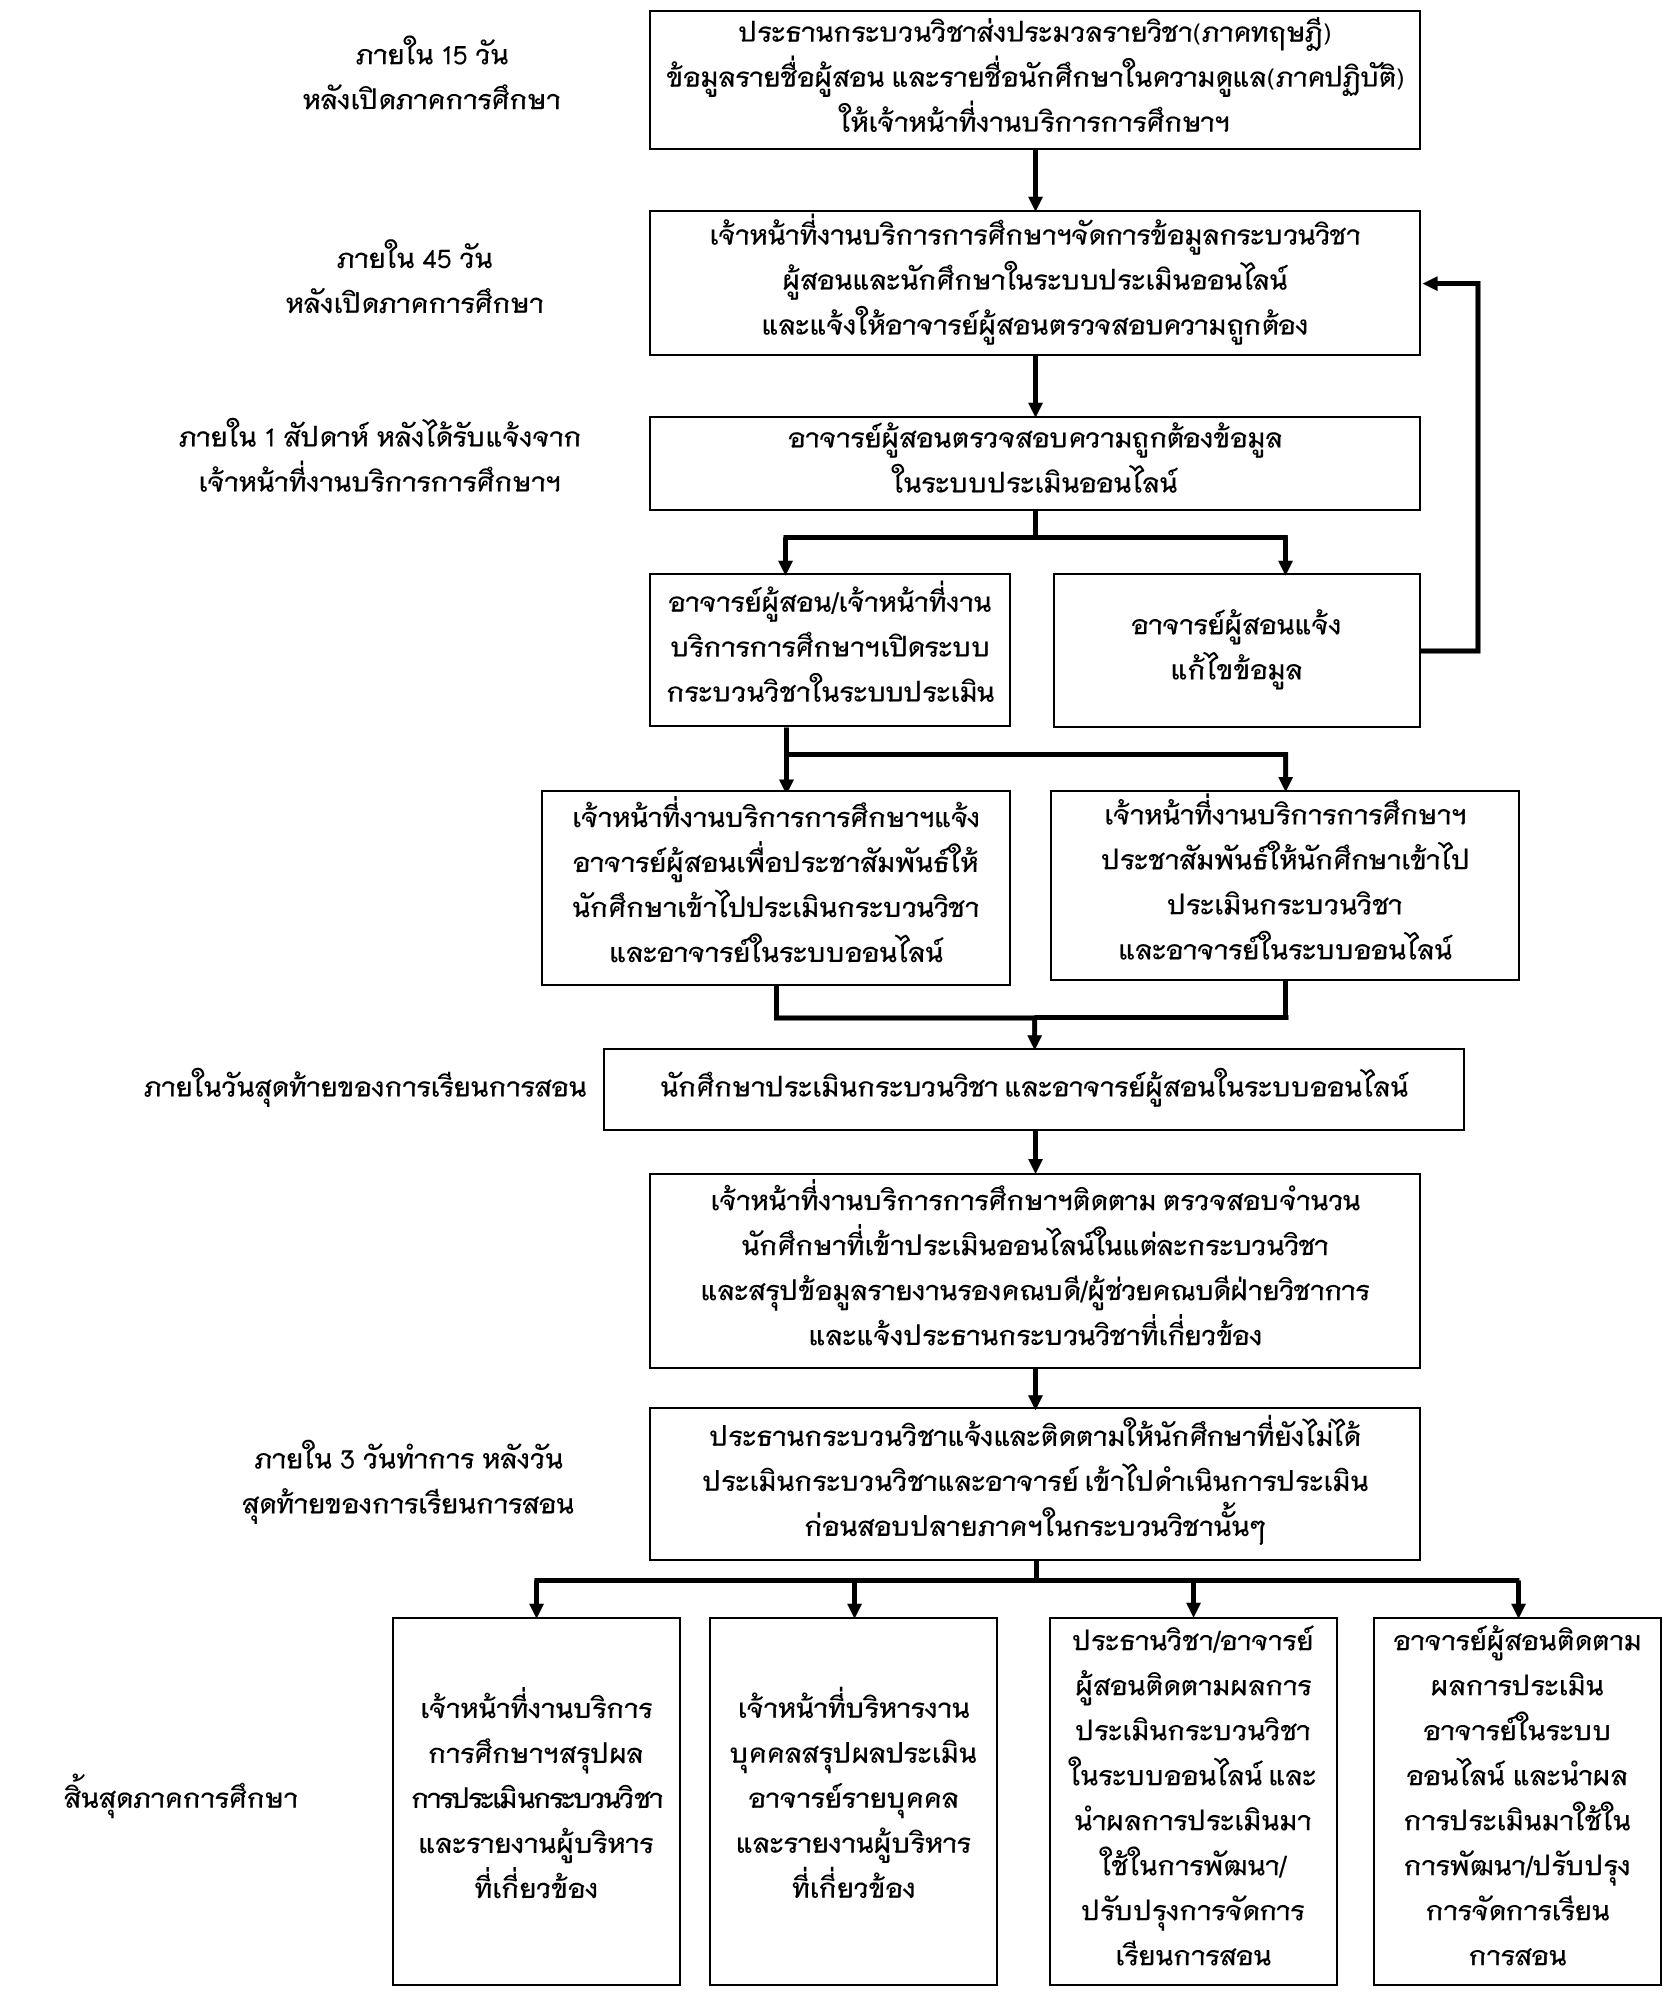 ภายใน 15 วัน
หลังเปิดภาคการศึกษา
ประธานกระบวนวิชาส่งประมวลรายวิชา(ภาคทฤษฎี)
ข้อมูลรายชื่อผู้สอน และรายชื่อนักศึกษาในความดูแล(ภาคปฏิบัติ)
ให้เจ้าหน้าที่งานบริการการศึกษาฯ
ภายใน 45 วัน
หลังเปิดภาคการศึกษา
เจ้าหน้าที่งานบริการการศึกษาฯจัดการข้อมูลกระบวนวิชา
ผู้สอนและนักศึกษาในระบบประเมินออนไลน์
และแจ้งให้อาจารย์ผู้สอนตรวจสอบความถูกต้อง
ภายใน 1 สัปดาห์ หลังได้รับแจ้งจาก
เจ้าหน้าที่งานบริการการศึกษาฯ
อาจารย์ผู้สอนตรวจสอบความถูกต้องข้อมูล
ในระบบประเมินออนไลน์
อาจารย์ผู้สอน/เจ้าหน้าที่งาน
บริการการศึกษาฯเปิดระบบ
กระบวนวิชาในระบบประเมิน
อาจารย์ผู้สอนแจ้ง
แก้ไขข้อมูล
เจ้าหน้าที่งานบริการการศึกษาฯแจ้ง
อาจารย์ผู้สอนเพื่อประชาสัมพันธ์ให้
นักศึกษาเข้าไปประเมินกระบวนวิชา
และอาจารย์ในระบบออนไลน์
เจ้าหน้าที่งานบริการการศึกษาฯ
ประชาสัมพันธ์ให้นักศึกษาเข้าไป
ประเมินกระบวนวิชา
และอาจารย์ในระบบออนไลน์
ภายในวันสุดท้ายของการเรียนการสอน
นักศึกษาประเมินกระบวนวิชา และอาจารย์ผู้สอนในระบบออนไลน์
เจ้าหน้าที่งานบริการการศึกษาฯติดตาม ตรวจสอบจำนวน
นักศึกษาที่เข้าประเมินออนไลน์ในแต่ละกระบวนวิชา
และสรุปข้อมูลรายงานรองคณบดี/ผู้ช่วยคณบดีฝ่ายวิชาการ
และแจ้งประธานกระบวนวิชาที่เกี่ยวข้อง
ภายใน 3 วันทำการ หลังวัน
สุดท้ายของการเรียนการสอน
ประธานกระบวนวิชาแจ้งและติดตามให้นักศึกษาที่ยังไม่ได้
ประเมินกระบวนวิชาและอาจารย์ เข้าไปดำเนินการประเมิน
ก่อนสอบปลายภาคฯในกระบวนวิชานั้นๆ
สิ้นสุดภาคการศึกษา
เจ้าหน้าที่งานบริการ
การศึกษาฯสรุปผล
การประเมินกระบวนวิชา
และรายงานผู้บริหาร
ที่เกี่ยวข้อง
เจ้าหน้าที่บริหารงาน
บุคคลสรุปผลประเมิน
อาจารย์รายบุคคล
และรายงานผู้บริหาร
ที่เกี่ยวข้อง
ประธานวิชา/อาจารย์
ผู้สอนติดตามผลการ
ประเมินกระบวนวิชา
ในระบบออนไลน์ และ
นำผลการประเมินมา
ใช้ในการพัฒนา/
ปรับปรุงการจัดการ
เรียนการสอน
อาจารย์ผู้สอนติดตาม
ผลการประเมิน
อาจารย์ในระบบ
ออนไลน์ และนำผล
การประเมินมาใช้ใน
การพัฒนา/ปรับปรุง
การจัดการเรียน
การสอน